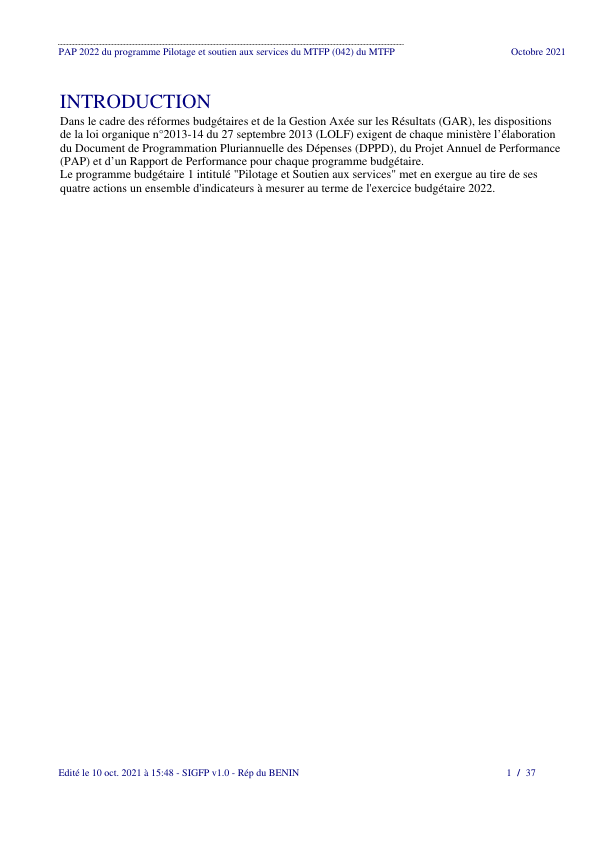 PAP 2022 du programme Pilotage et soutien aux services du MTFP (042) du MTFP Octobre 2021
INTRODUCTION
Dans le cadre des réformes budgétaires et de la Gestion Axée sur les Résultats (GAR), les dispositions
de la loi organique n°2013-14 du 27 septembre 2013 (LOLF) exigent de chaque ministère l’élaboration
du Document de Programmation Pluriannuelle des Dépenses (DPPD), du Projet Annuel de Performance
(PAP) et d’un Rapport de Performance pour chaque programme budgétaire.
Le programme budgétaire 1 intitulé "Pilotage et Soutien aux services" met en exergue au tire de ses
quatre actions un ensemble d'indicateurs à mesurer au terme de l'exercice budgétaire 2022.
Edité le 10 oct. 2021 à 15:48 - SIGFP v1.0 - Rép du BENIN 1 / 37